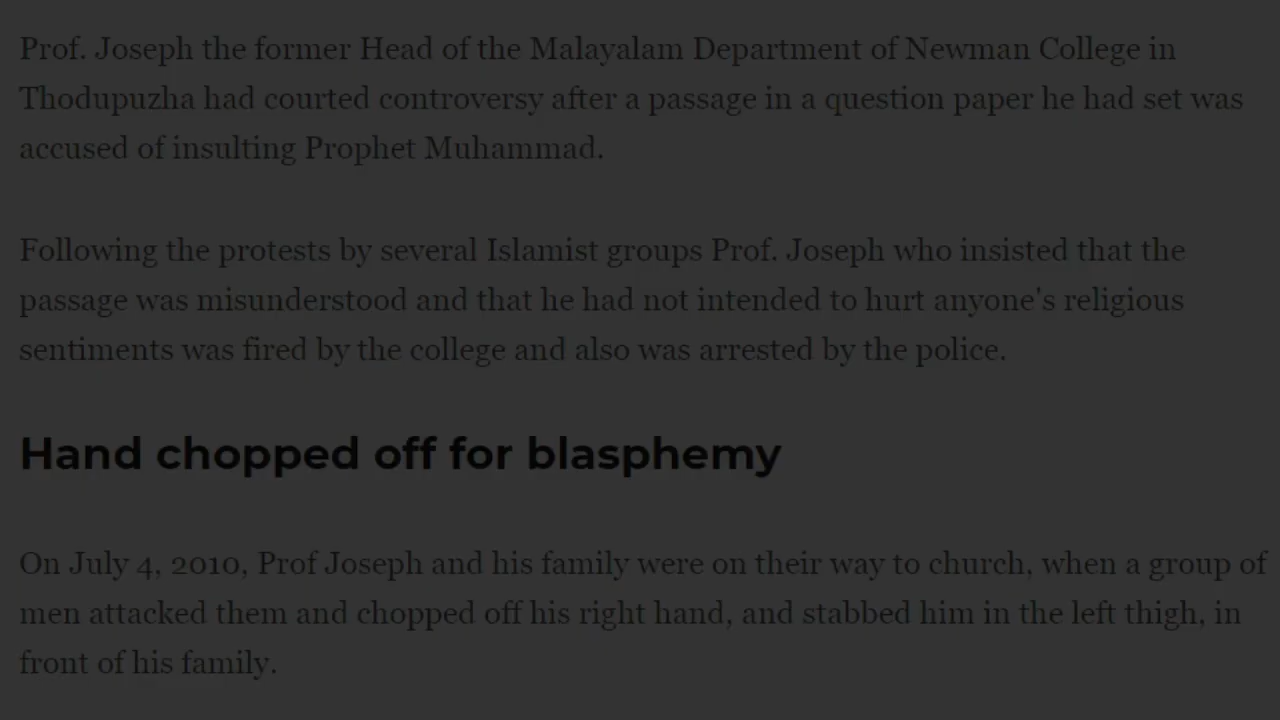 Prof. Joseph the former Head of the Malayalam Department of Newman College in
Thodupuzha had courted controversy after a passage in a question paper he had set was
accused of insulting Prophet Muhammad.
Following the protests by several Islamist groups Prof. Joseph who insisted that the
passage was misunderstood and that he had not intended to hurt anyone's religious
sentiments was fired by the college and also was arrested by the police.
Hand chopped off for blasphemy
On July 4, 2010, Prof Joseph and his family were on their way to church, when a group of
men attacked them and chopped off his right hand, and stabbed him in the left thigh, in
front of his family.